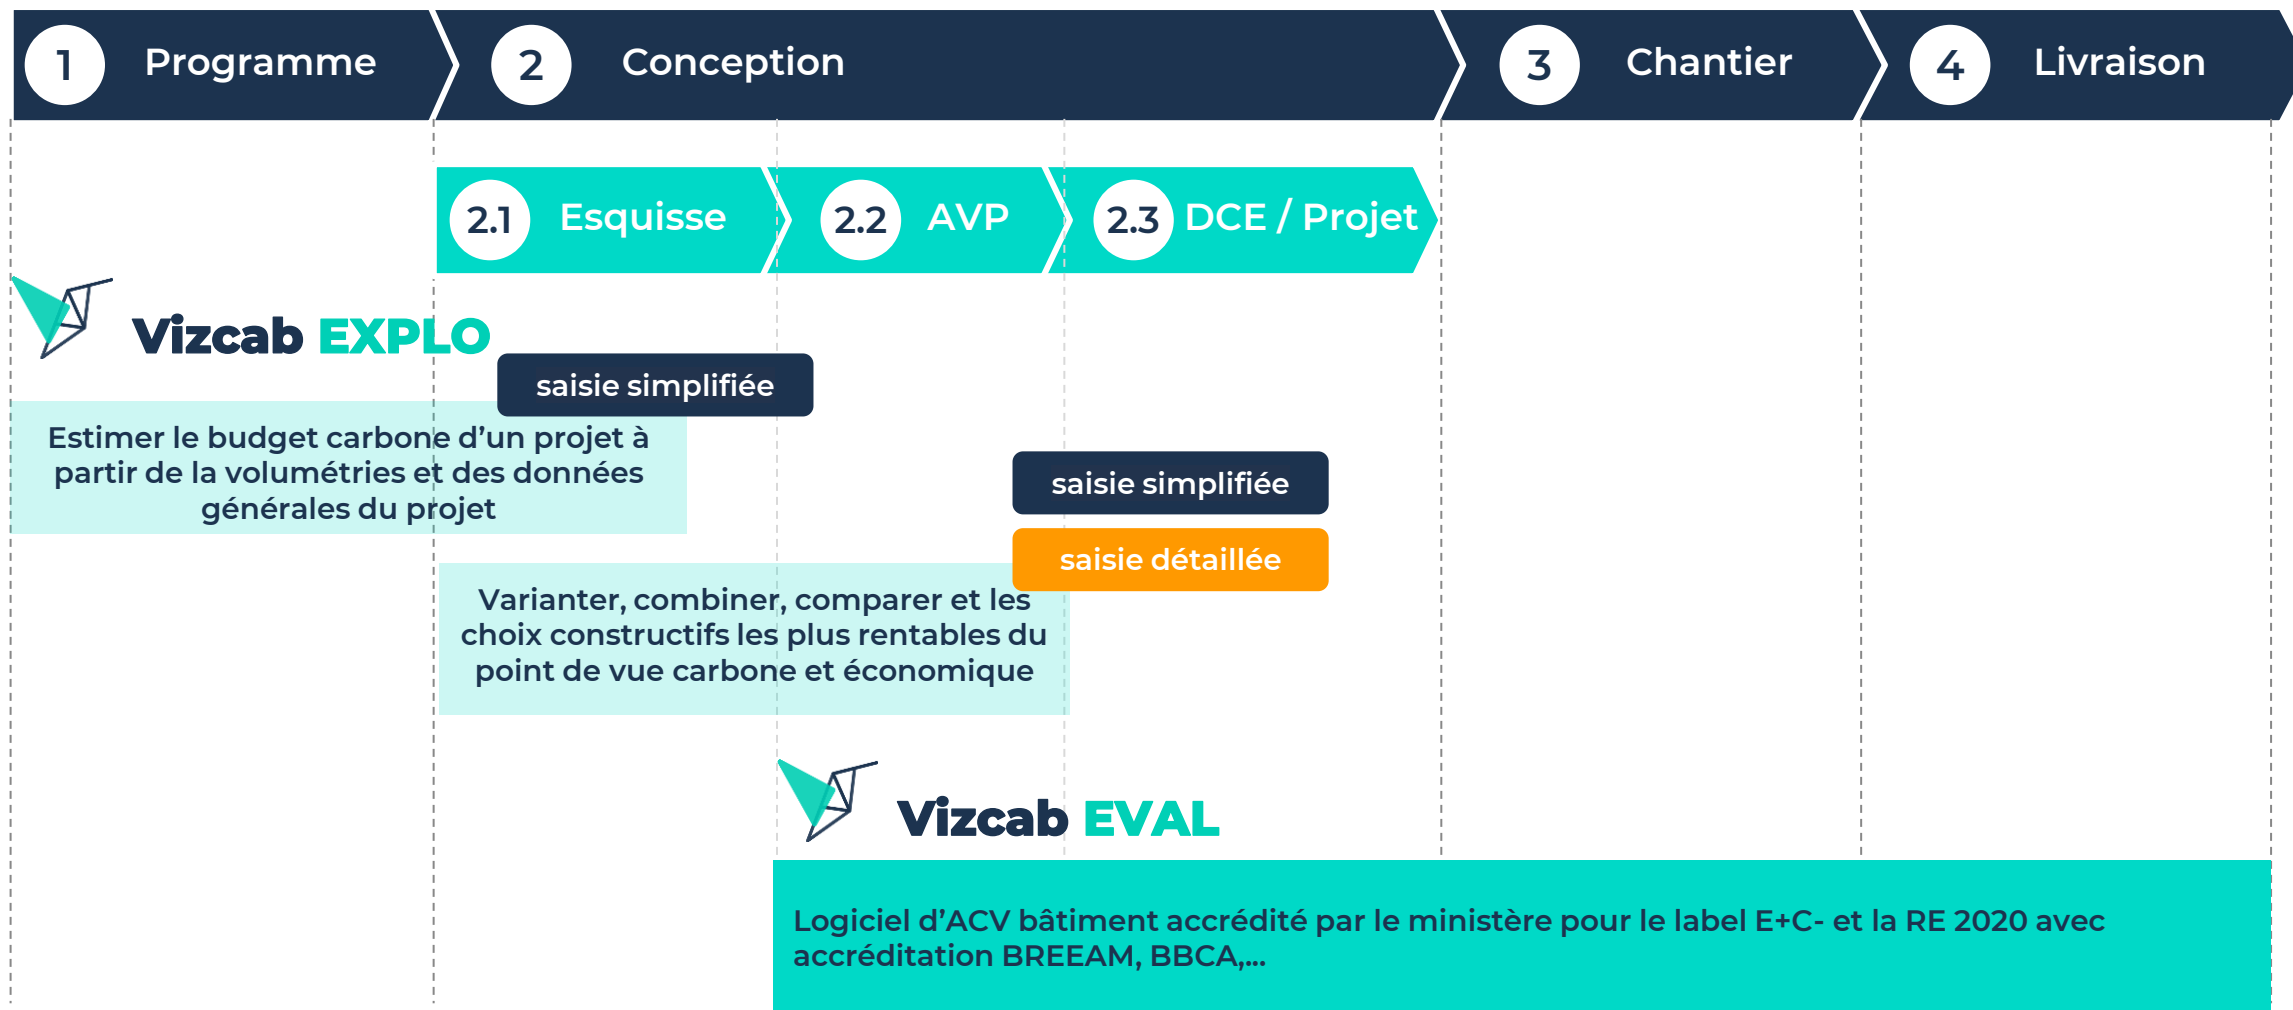 1 Programme
2 Conception
3 Chantier
4 Livraison
2.1 Esquisse
2.2 AVP
2.3 DCE / Projet
Vizcab EXPLO
saisie simplifiée
Estimer le budget carbone d’un projet à
partir de la volumétries et des données
générales du projet
saisie simplifiée
saisie détaillée
Varianter, combiner, comparer et les
choix constructifs les plus rentables du
point de vue carbone et économique
Vizcab EVAL
Logiciel d’ACV bâtiment accrédité par le ministère pour le label E+C- et la RE 2020 avec
accréditation BREEAM, BBCA,...